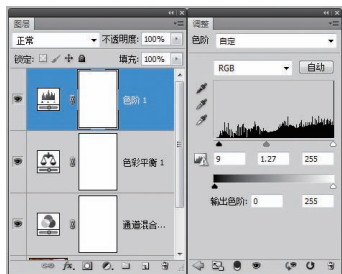 图层
正常
不透明度: 100%
锁定:
填充: 100%
色阶 1
色彩平衡 1
通道混合...
fx.
调整
色阶 自定
RGB
自动
9 1.27 255
输出色阶: 0 255